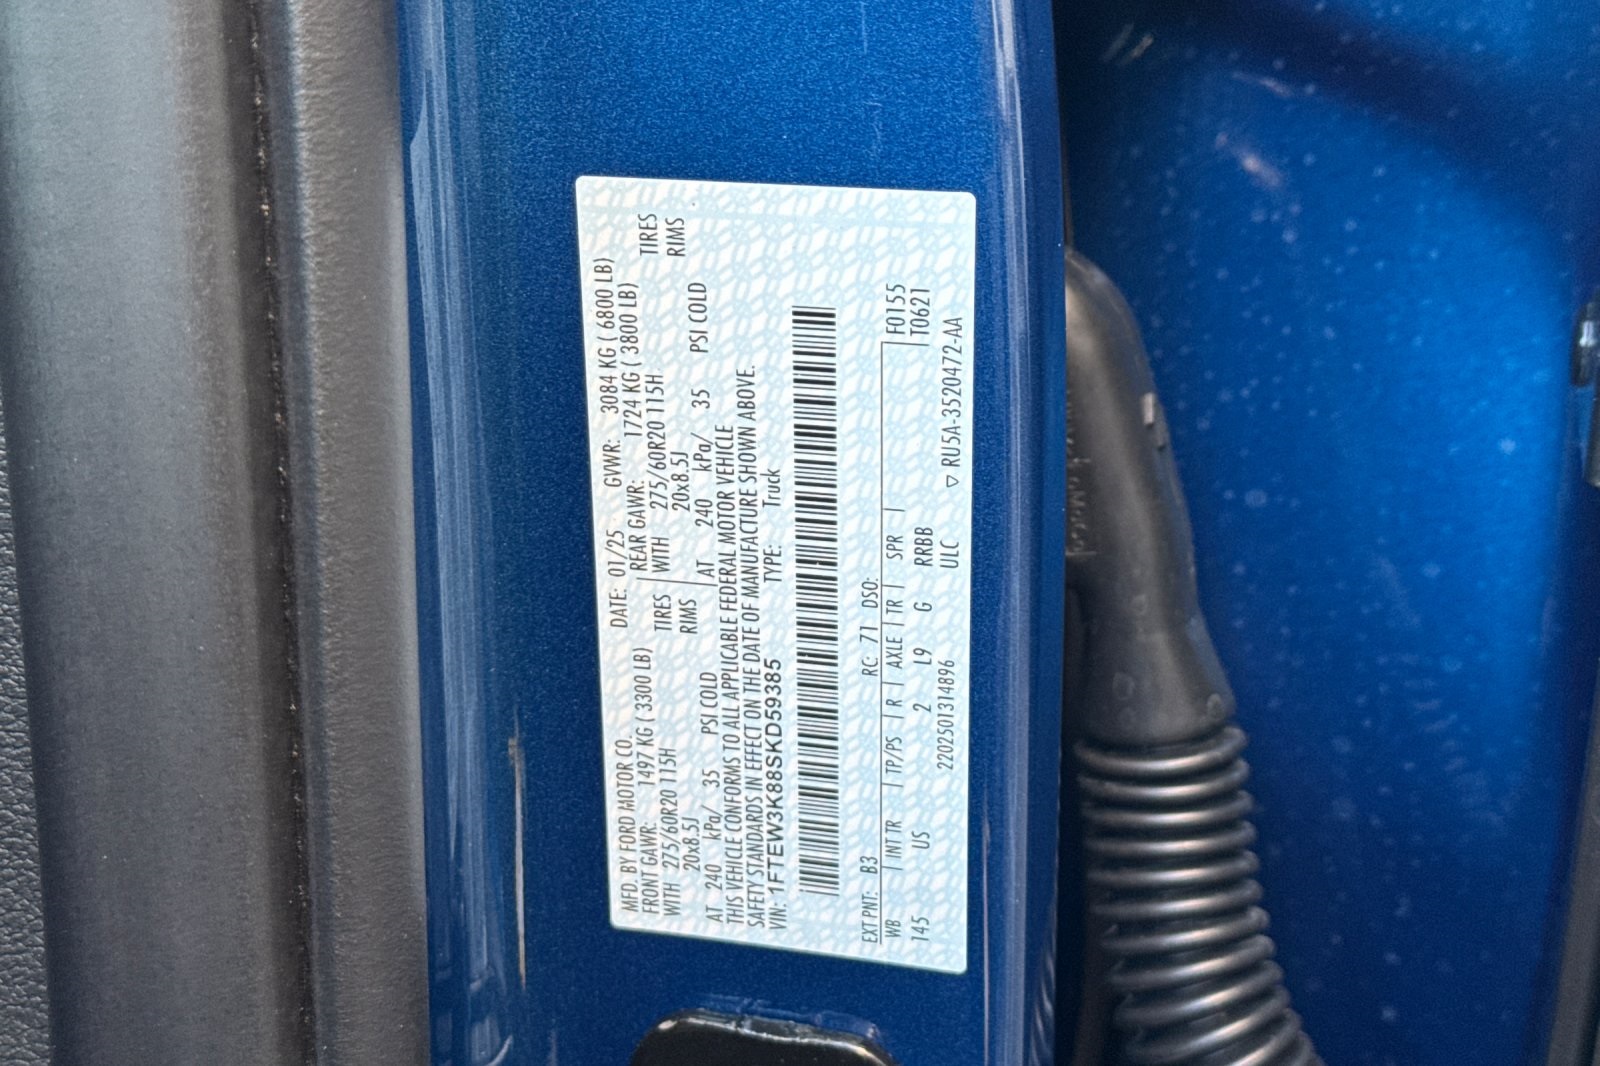 MFD. BY FORD MOTOR CO. DATE: 01/25 GVWR: 3084 KG ( 6800 LB)
FRONT GAWR: 1497 KG ( 3300 LB) REAR GAWR: 1724 KG ( 3800 LB)
WITH 275/60R20 115H TIRES WITH 275/60R20 115H TIRES
20x8.5J RIMS 20x8.5J RIMS
AT 240 kPa/ 35 PSI COLD AT 240 kPa/ 35 PSI COLD
THIS VEHICLE CONFORMS TO ALL APPLICABLE FEDERAL MOTOR VEHICLE
SAFETY STANDARDS IN EFFECT ON THE DATE OF MANUFACTURE SHOWN ABOVE.
VIN: 1FTEW3K88SKD59385 TYPE: Truck
EXT PNT: B3 RC: 71 DSO:
WB INT TR TP/PS R AXLE TR SPR F0155
145 US 2 L9 G RRBB T0621
2202501314896 ULC ▽ RU5A-3520472-AA